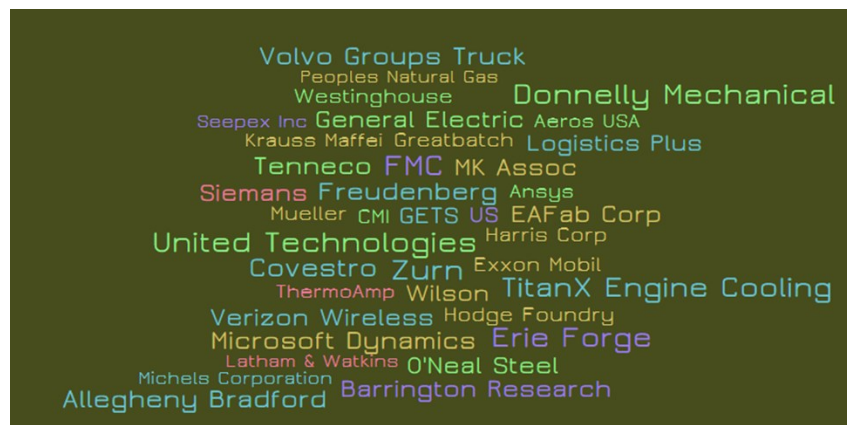 Volvo Groups Truck
Peoples Natural Gas
Westinghouse Donnelly Mechanical
Seepex Inc General Electric Aeros USA
Krauss Maffei Greatbatch Logistics Plus
Tenneco FMC MK Assoc
Siemans Freudenberg Ansys
Mueller CMI GETS US EAFab Corp
United Technologies Harris Corp
Covestro Zurn Exxon Mobil
ThermoAmp Wilson TitanX Engine Cooling
Verizon Wireless Hodge Foundry
Microsoft Dynamics Erie Forge
Latham & Watkins O'Neal Steel
Michels Corporation
Allegheny Bradford Barrington Research